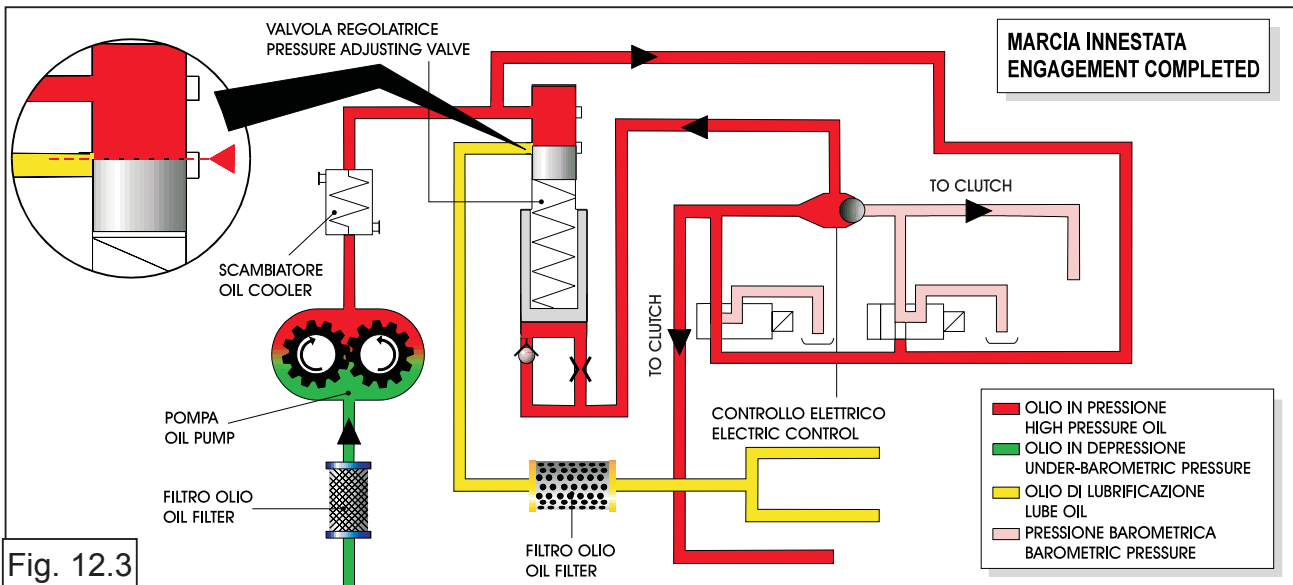 VALVOLA REGOLATRICE
PRESSURE ADJUSTING VALVE
MARCIA INNESTATA
ENGAGEMENT COMPLETED
TO CLUTCH
SCAMBIATORE
OIL COOLER
TO CLUTCH
POMPA
OIL PUMP
CONTROLLO ELETTRICO
ELECTRIC CONTROL
FILTRO OLIO
OIL FILTER
FILTRO OLIO
OIL FILTER
OLIO IN PRESSIONE
HIGH PRESSURE OIL
OLIO IN DEPRESSIONE
UNDER-BAROMETRIC PRESSURE
OLIO DI LUBRIFICAZIONE
LUBE OIL
PRESSIONE BAROMETRICA
BAROMETRIC PRESSURE
Fig. 12.3